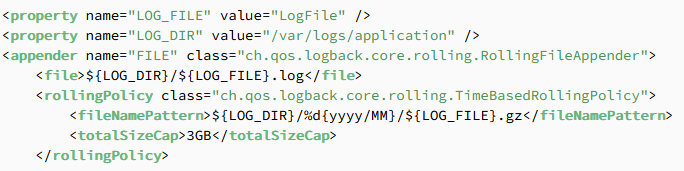 <property name="LOG_FILE" value="LogFile" />
<property name="LOG_DIR" value="/var/logs/application" />
<appender name="FILE" class="ch.qos.logback.core.rolling.RollingFileAppender">
    <file>${LOG_DIR}/${LOG_FILE}.log</file>
    <rollingPolicy class="ch.qos.logback.core.rolling.TimeBasedRollingPolicy">
        <fileNamePattern>${LOG_DIR}/%d{yyyy/MM}/${LOG_FILE}.gz</fileNamePattern>
        <totalSizeCap>3GB</totalSizeCap>
    </rollingPolicy>